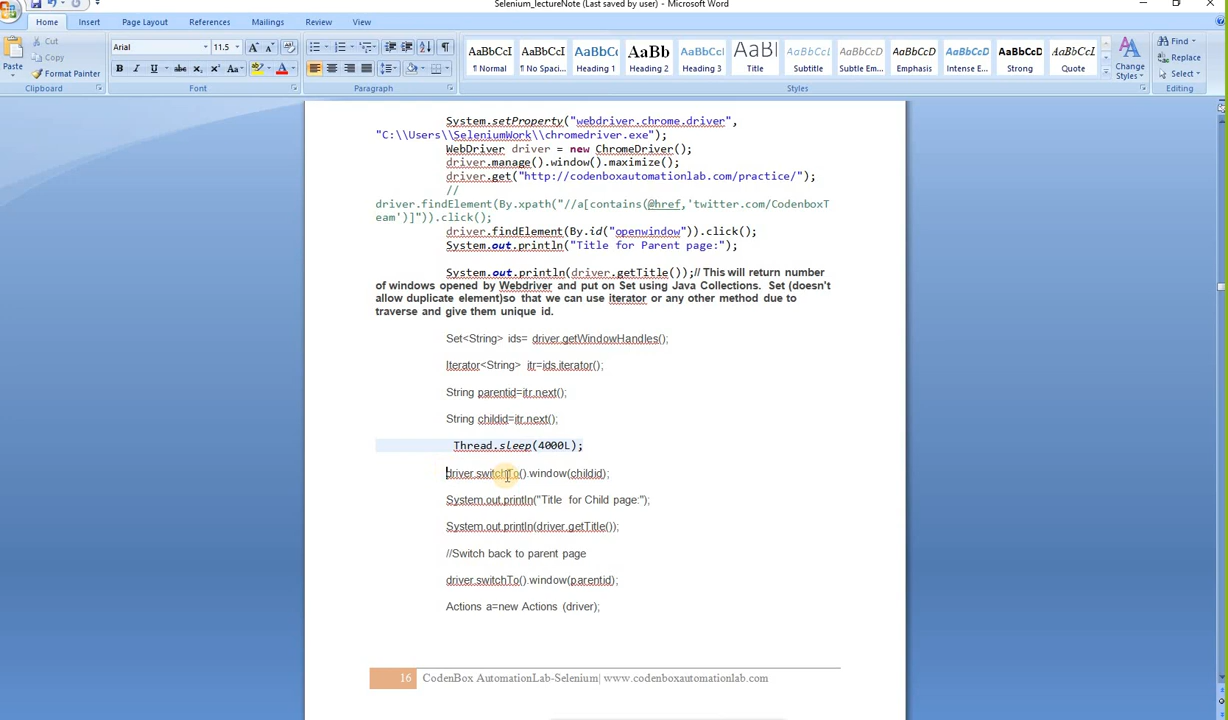 Selenium_lectureNote (Last saved by user) - Microsoft Word
Home Insert Page Layout References Mailings Review View
Paste Cut Copy Format Painter
Arial 11.5
AaBbCcI AaBbCcI AaBbCc AaBb AaBbCcI AaBl AaBbCcI AaBbCcI AaBbCcI AaBbCcI AaBbCcI AaBbCcI
¶ Normal ¶ No Spaci... Heading 1 Heading 2 Heading 3 Title Subtitle Subtle Em... Emphasis Intense E... Strong Quote
Change Styles
Find Replace Select
Clipboard Font Paragraph Styles Editing
System.setProperty("webdriver.chrome.driver",
"C:\\Users\\SeleniumWork\\chromedriver.exe");
WebDriver driver = new ChromeDriver();
driver.manage().window().maximize();
driver.get("http://codenboxautomationlab.com/practice/");
//
driver.findElement(By.xpath("//a[contains(@href,'twitter.com/CodenboxT
eam')]")).click();
driver.findElement(By.id("openwindow")).click();
System.out.println("Title for Parent page:");
System.out.println(driver.getTitle());// This will return number
of windows opened by Webdriver and put on Set using Java Collections. Set (doesn't
allow duplicate element)so that we can use iterator or any other method due to
traverse and give them unique id.
Set<String> ids= driver.getWindowHandles();
Iterator<String> itr=ids.iterator();
String parentid=itr.next();
String childid=itr.next();
Thread.sleep(4000L);
driver.switchTo().window(childid);
System.out.println("Title for Child page:");
System.out.println(driver.getTitle());
//Switch back to parent page
driver.switchTo().window(parentid);
Actions a=new Actions (driver);
16 CodenBox AutomationLab-Selenium| www.codenboxautomationlab.com